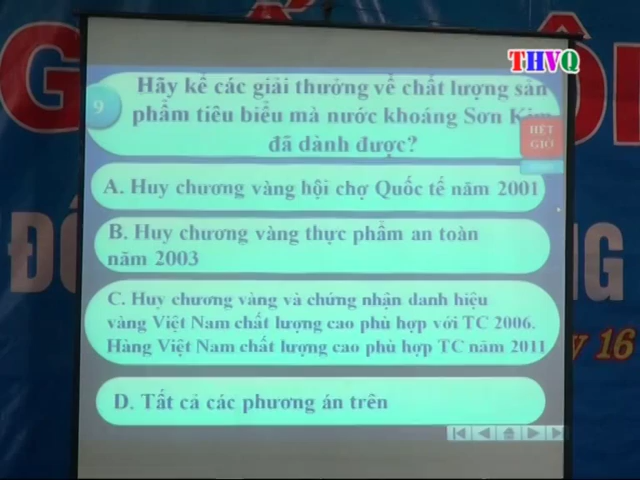 THVQ
9
Hãy kể các giải thưởng về chất lượng sản
phẩm tiêu biểu mà nước khoáng Sơn Kim
đã dành được?
HẾT
GIỜ
A. Huy chương vàng hội chợ Quốc tế năm 2001
B. Huy chương vàng thực phẩm an toàn
năm 2003
C. Huy chương vàng và chứng nhận danh hiệu
vàng Việt Nam chất lượng cao phù hợp với TC 2006.
Hàng Việt Nam chất lượng cao phù hợp TC năm 2011
D. Tất cả các phương án trên
16